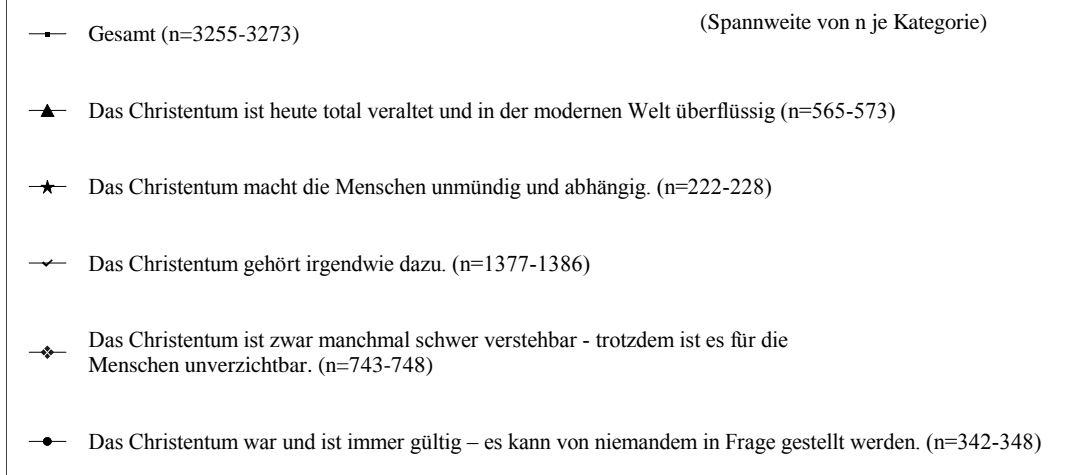 (Spannweite von n je Kategorie)
Gesamt (n=3255-3273)
Das Christentum ist heute total veraltet und in der modernen Welt überflüssig (n=565-573)
Das Christentum macht die Menschen unmündig und abhängig. (n=222-228)
Das Christentum gehört irgendwie dazu. (n=1377-1386)
Das Christentum ist zwar manchmal schwer verstehbar - trotzdem ist es für die
Menschen unverzichtbar. (n=743-748)
Das Christentum war und ist immer gültig – es kann von niemandem in Frage gestellt werden. (n=342-348)